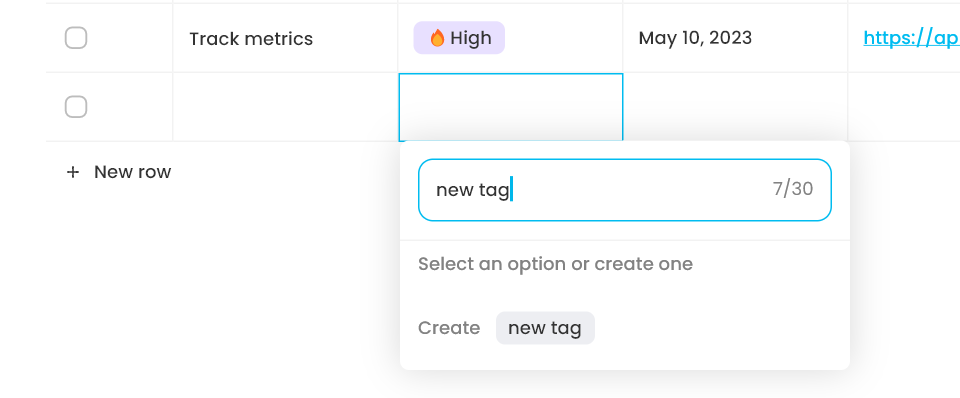 Track metrics 🔥 High May 10, 2023 https://ap
+ New row
new tag 7/30
Select an option or create one
Create new tag